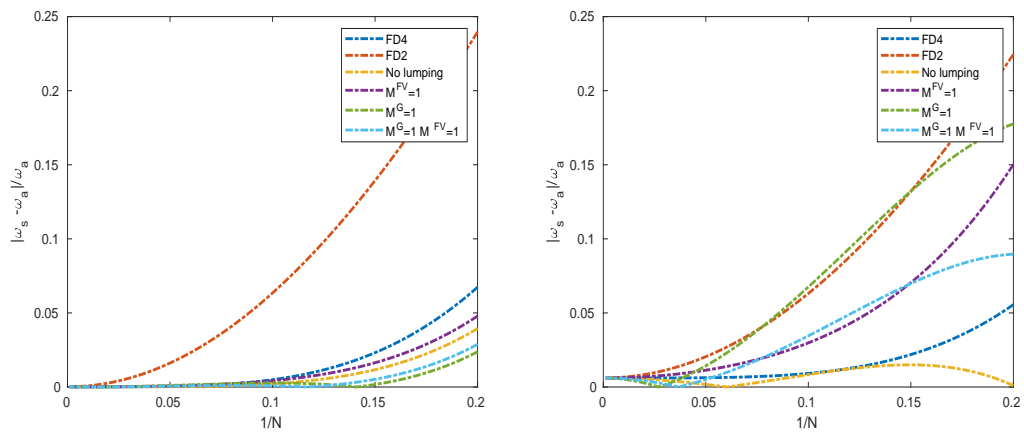 0.25
0.2
0.15
0.1
0.05
0
|ω_s -ω_a|/ω_a
0 0.05 0.1 0.15 0.2
1/N
FD4
FD2
No lumping
M^FV=1
M^G=1
M^G=1 M^FV=1
0.25
0.2
0.15
0.1
0.05
0
|ω_s -ω_a|/ω_a
0 0.05 0.1 0.15 0.2
1/N
FD4
FD2
No lumping
M^FV=1
M^G=1
M^G=1 M^FV=1